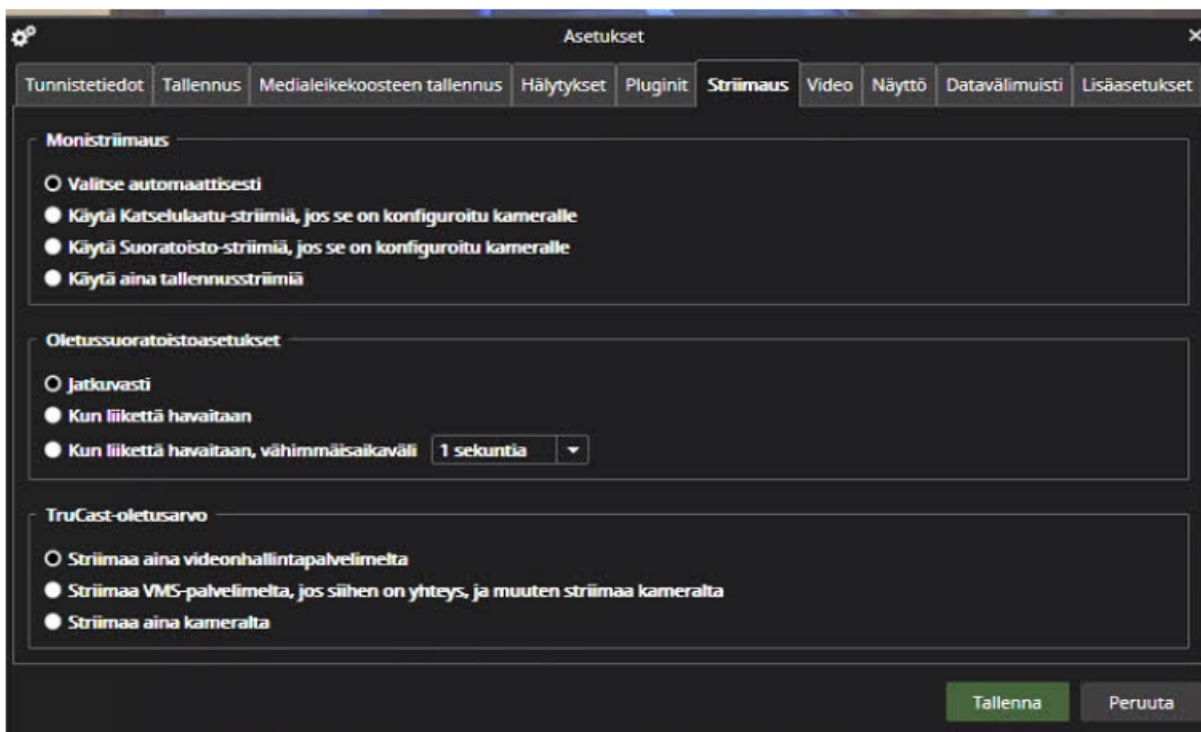 Asetukset
Tunnistetiedot Tallennus Medialeikekoosteen tallennus Hälytykset Pluginit Striimaus Video Näyttö Datavälimuisti Lisäasetukset
Monistriimaus
Valitse automaattisesti
Käytä Katselulaatu-striimiä, jos se on konfiguroitu kameralle
Käytä Suoratoisto-striimiä, jos se on konfiguroitu kameralle
Käytä aina tallennusstriimiä
Oletussuoratoistoasetukset
Jatkuvasti
Kun liikettä havaitaan
Kun liikettä havaitaan, vähimmäisaikaväli 1 sekuntia
TruCast-oletusarvo
Striimaa aina videonhallintapalvelimelta
Striimaa VMS-palvelimelta, jos siihen on yhteys, ja muuten striimaa kameralta
Striimaa aina kameralta
Tallenna Peruuta